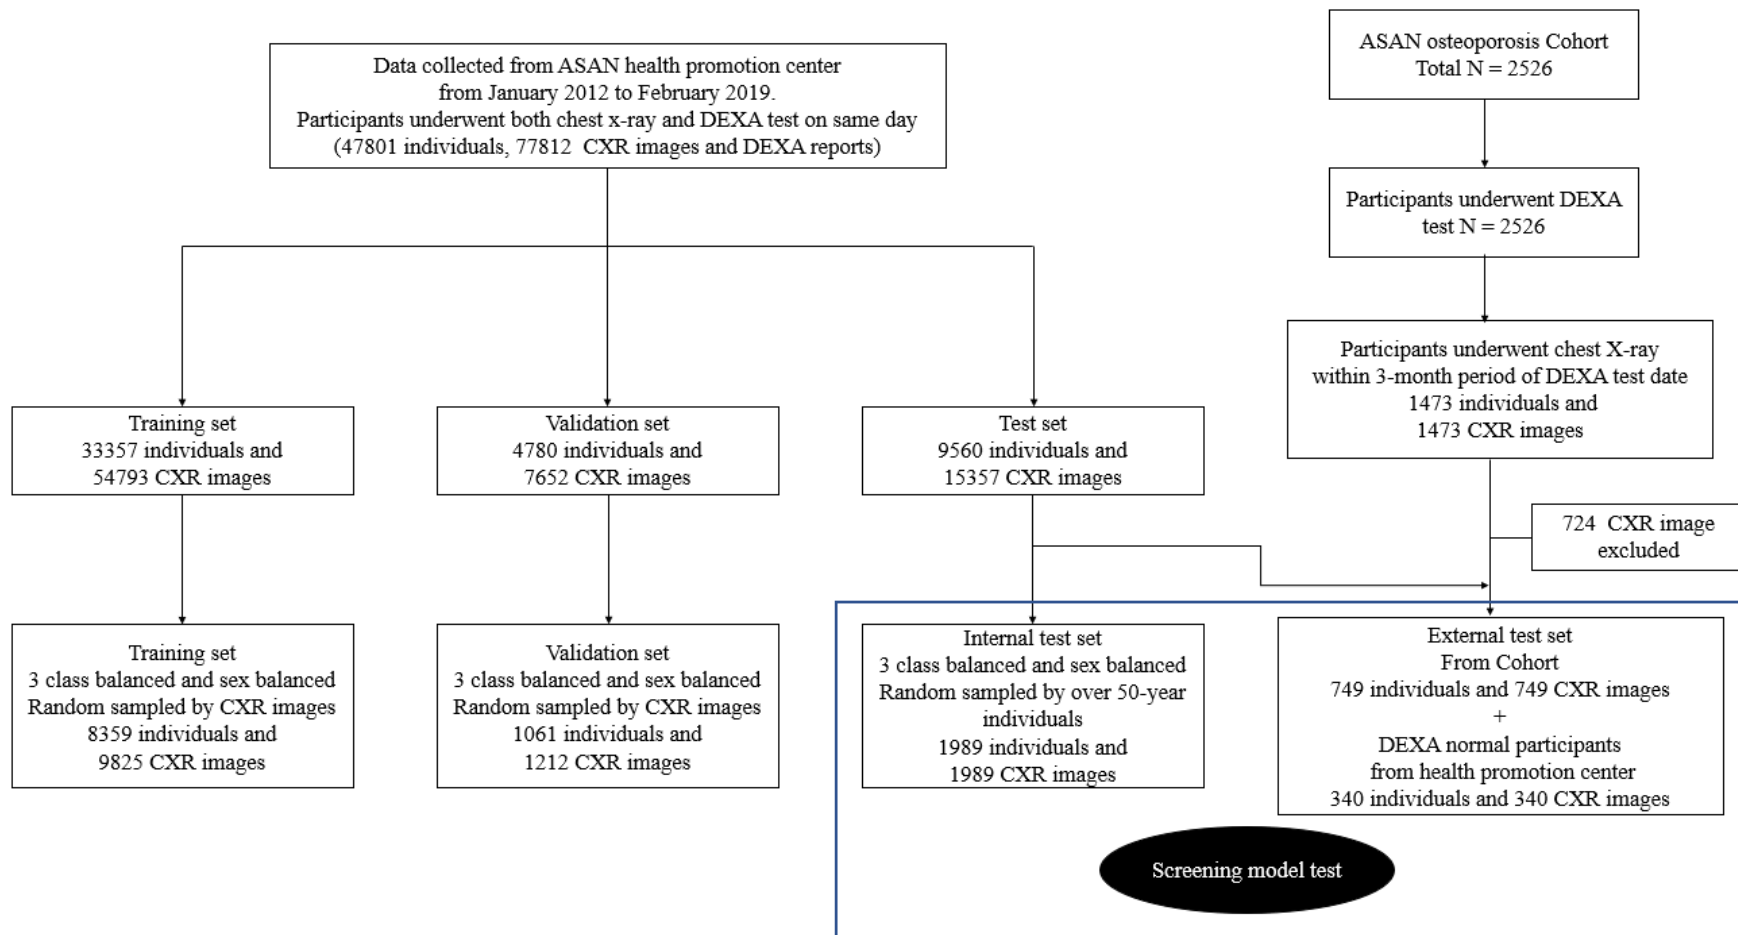 Data collected from ASAN health promotion center
from January 2012 to February 2019.
Participants underwent both chest x-ray and DEXA test on same day
(47801 individuals, 77812 CXR images and DEXA reports)
ASAN osteoporosis Cohort
Total N = 2526
Participants underwent DEXA
test N = 2526
Participants underwent chest X-ray
within 3-month period of DEXA test date
1473 individuals and
1473 CXR images
Training set
33357 individuals and
54793 CXR images
Validation set
4780 individuals and
7652 CXR images
Test set
9560 individuals and
15357 CXR images
724 CXR image
excluded
Training set
3 class balanced and sex balanced
Random sampled by CXR images
8359 individuals and
9825 CXR images
Validation set
3 class balanced and sex balanced
Random sampled by CXR images
1061 individuals and
1212 CXR images
Internal test set
3 class balanced and sex balanced
Random sampled by over 50-year
individuals
1989 individuals and
1989 CXR images
External test set
From Cohort
749 individuals and 749 CXR images
+
DEXA normal participants
from health promotion center
340 individuals and 340 CXR images
Screening model test